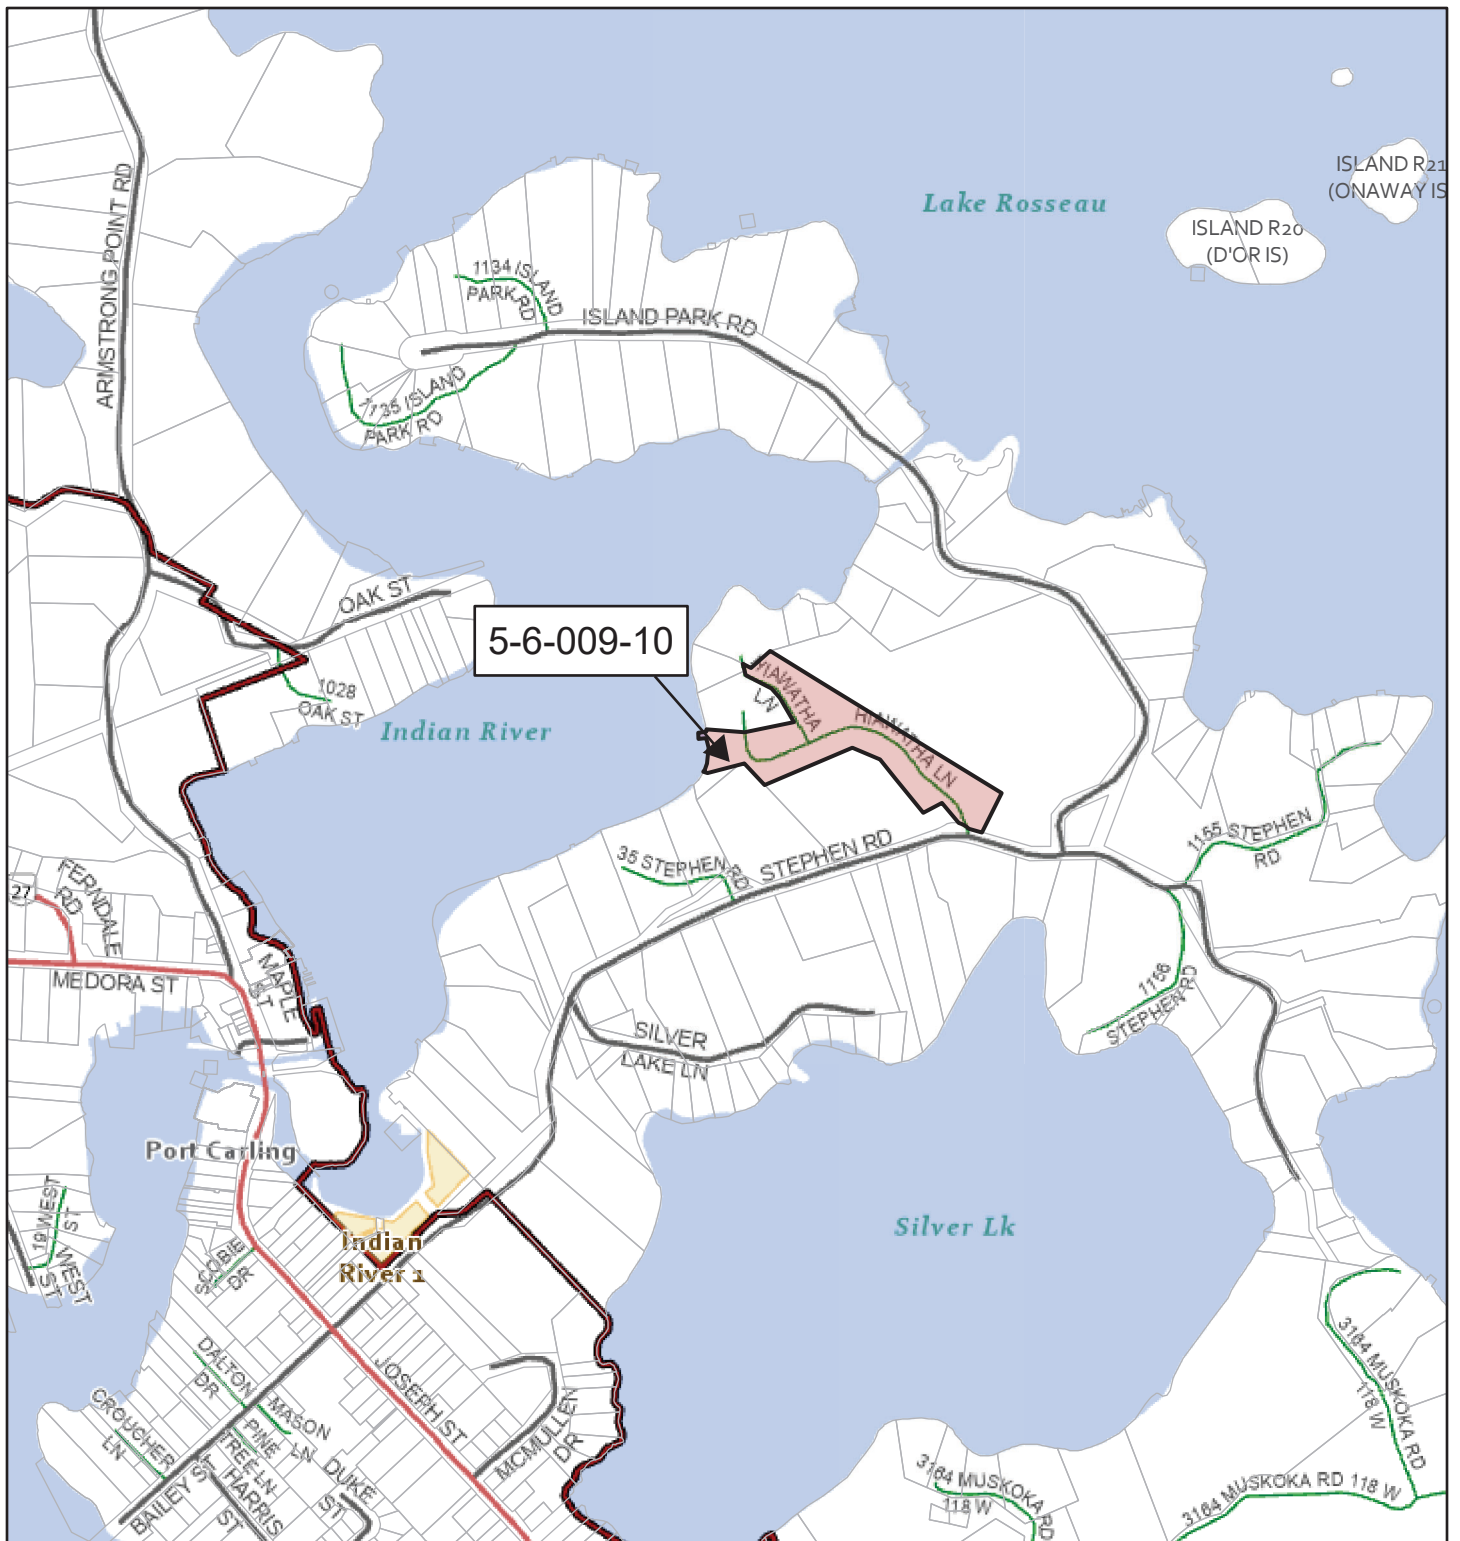 Lake Rosseau
ISLAND R21
(ONAWAY IS
ISLAND R20
(D'OR IS)
ARMSTRONG POINT RD
1134 ISLAND
PARK RD
ISLAND PARK RD
1135 ISLAND
PARK RD
OAK ST
1028
OAK ST
5-6-009-10
Indian River
HIAWATHA
LN
HIAWATHA LN
STEPHEN RD
35 STEPHEN RD
1155 STEPHEN
RD
1156
STEPHEN RD
27
FERNDALE
RD
MEDORA ST
MAPLE
ST
SILVER
LAKE LN
Port Carling
Indian
River 1
Silver Lk
19 WEST
ST
WEST
ST
SCOBIE
DR
DALTON
DR
MASON
LN
CROUCHER
LN
PINE
TREE LN
JOSEPH ST
MCMULLEN
DR
BAILEY ST
HARRIS
ST
DUKE
ST
3164 MUSKOKA RD
118 W
3164 MUSKOKA RD
118 W
3164 MUSKOKA RD 118 W